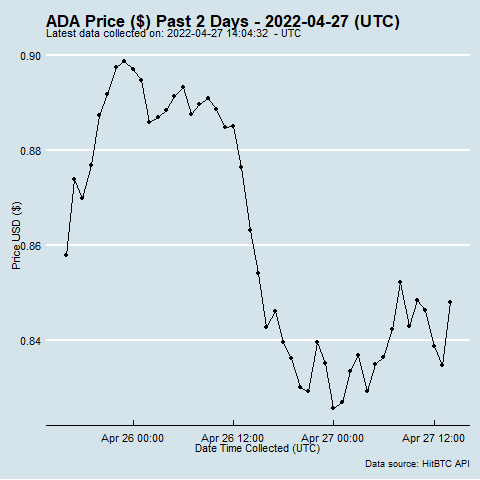 ADA Price ($) Past 2 Days - 2022-04-27 (UTC)
Latest data collected on: 2022-04-27 14:04:32 - UTC
0.90
0.88
0.86
0.84
Price USD ($)
Apr 26 00:00
Apr 26 12:00
Apr 27 00:00
Apr 27 12:00
Date Time Collected (UTC)
Data source: HitBTC API